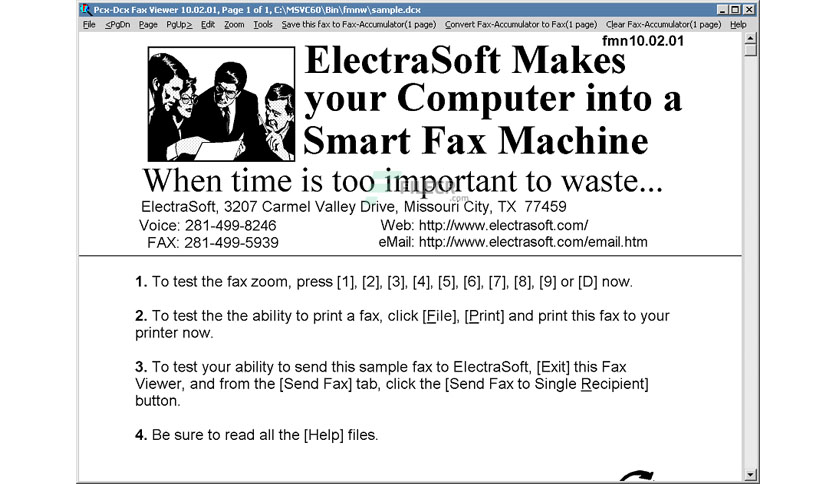 Pcx-Dcx Fax Viewer 10.02.01, Page 1 of 1, C:\MSVC60\Bin\fmnw\sample.dcx
File <PgDn Page PgUp> Edit Zoom Tools Save this fax to Fax-Accumulator(1 page) Convert Fax-Accumulator to Fax(1 page) Clear Fax-Accumulator(1 page) Help
fmn10.02.01
ElectraSoft Makes
your Computer into a
Smart Fax Machine
When time is too important to waste...
FILECR
.com
ElectraSoft, 3207 Carmel Valley Drive, Missouri City, TX 77459
Voice: 281-499-8246 Web: http://www.electrasoft.com/
FAX: 281-499-5939 eMail: http://www.electrasoft.com/email.htm
1. To test the fax zoom, press [1], [2], [3], [4], [5], [6], [7], [8], [9] or [D] now.
2. To test the the ability to print a fax, click [File], [Print] and print this fax to your
printer now.
3. To test your ability to send this sample fax to ElectraSoft, [Exit] this Fax
Viewer, and from the [Send Fax] tab, click the [Send Fax to Single Recipient]
button.
4. Be sure to read all the [Help] files.